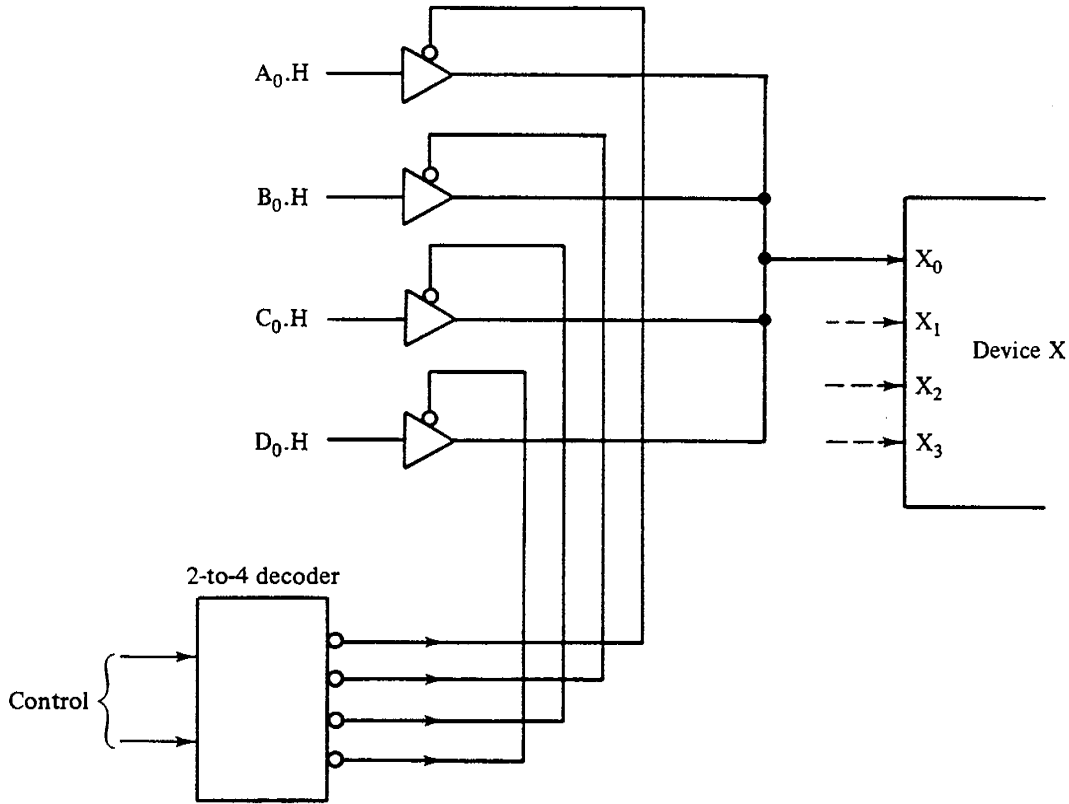 A₀.H
B₀.H
C₀.H
D₀.H
X₀
X₁
X₂
X₃
Device X
2-to-4 decoder
Control